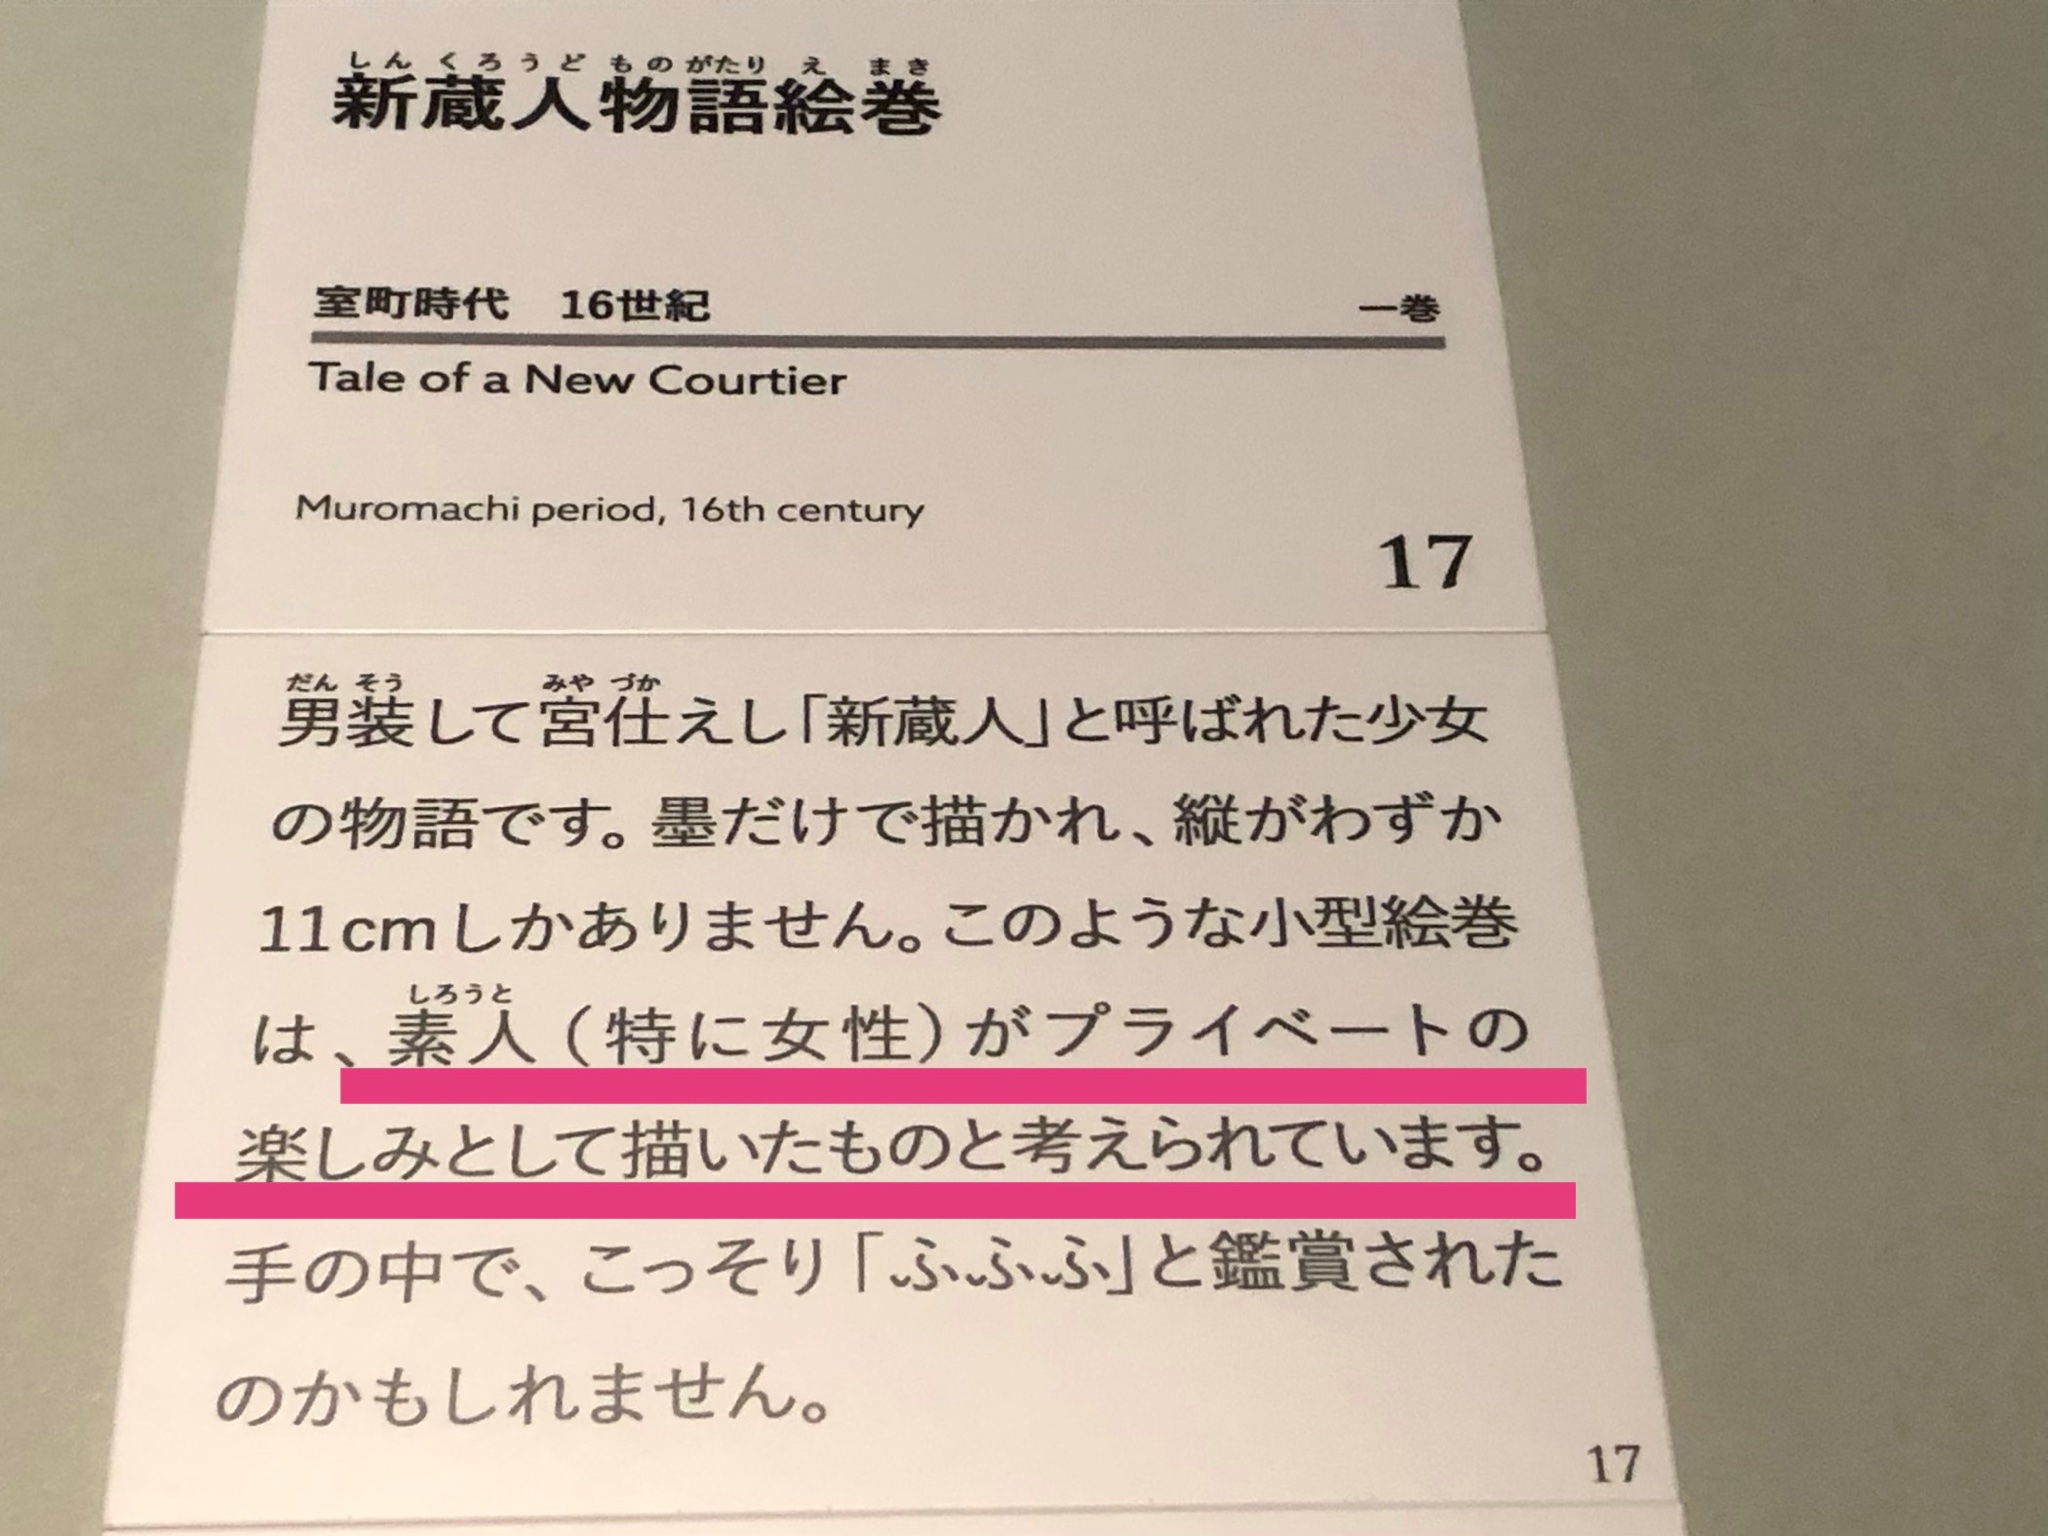 しんくろうどものがたりえまき
新蔵人物語絵巻
室町時代　16世紀　一巻
Tale of a New Courtier
Muromachi period, 16th century
17
だんそう　みやづか
男装して宮仕えし「新蔵人」と呼ばれた少女
の物語です。墨だけで描かれ、縦がわずか
11cmしかありません。このような小型絵巻
しろうと
は、素人（特に女性）がプライベートの
楽しみとして描いたものと考えられています。
手の中で、こっそり「ふふふ」と鑑賞された
のかもしれません。
17